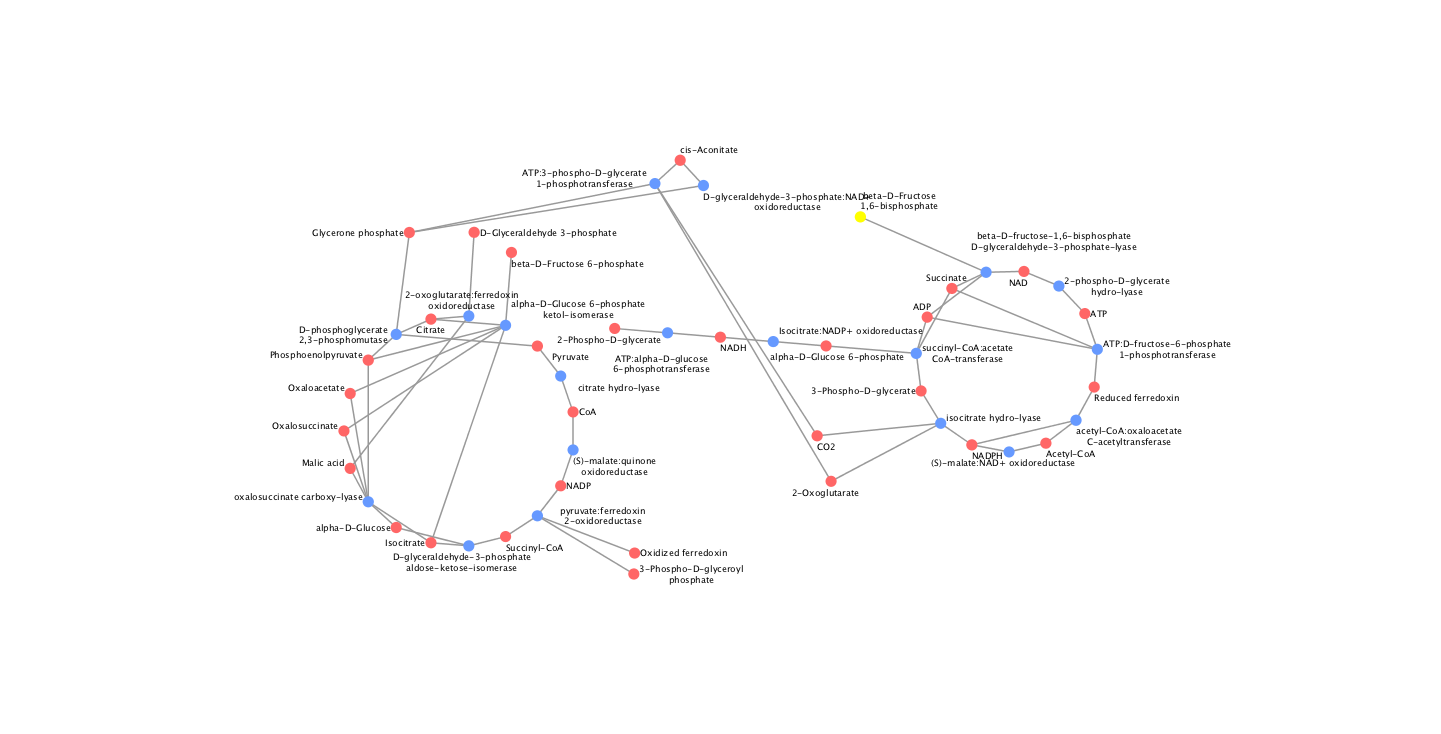 cis-Aconitate
ATP:3-phospho-D-glycerate
1-phosphotransferase
D-glyceraldehyde-3-phosphate:NAD+
oxidoreductase
beta-D-Fructose
1,6-bisphosphate
Glycerone phosphate
D-Glyceraldehyde 3-phosphate
beta-D-fructose-1,6-bisphosphate
D-glyceraldehyde-3-phosphate-lyase
beta-D-Fructose 6-phosphate
Succinate
NAD
2-phospho-D-glycerate
hydro-lyase
2-oxoglutarate:ferredoxin
oxidoreductase
alpha-D-Glucose 6-phosphate
ketol-isomerase
ADP
ATP
Citrate
D-phosphoglycerate
2,3-phosphomutase
2-Phospho-D-glycerate
Isocitrate:NADP+ oxidoreductase
NADH
ATP:D-fructose-6-phosphate
1-phosphotransferase
Phosphoenolpyruvate
Pyruvate
ATP:alpha-D-glucose
6-phosphotransferase
alpha-D-Glucose 6-phosphate
succinyl-CoA:acetate
CoA-transferase
Oxaloacetate
citrate hydro-lyase
3-Phospho-D-glycerate
Reduced ferredoxin
CoA
Oxalosuccinate
isocitrate hydro-lyase
acetyl-CoA:oxaloacetate
C-acetyltransferase
CO2
NADPH
Acetyl-CoA
(S)-malate:NAD+ oxidoreductase
Malic acid
(S)-malate:quinone
oxidoreductase
NADP
2-Oxoglutarate
oxalosuccinate carboxy-lyase
pyruvate:ferredoxin
2-oxidoreductase
alpha-D-Glucose
Isocitrate
Succinyl-CoA
D-glyceraldehyde-3-phosphate
aldose-ketose-isomerase
Oxidized ferredoxin
3-Phospho-D-glyceroyl
phosphate